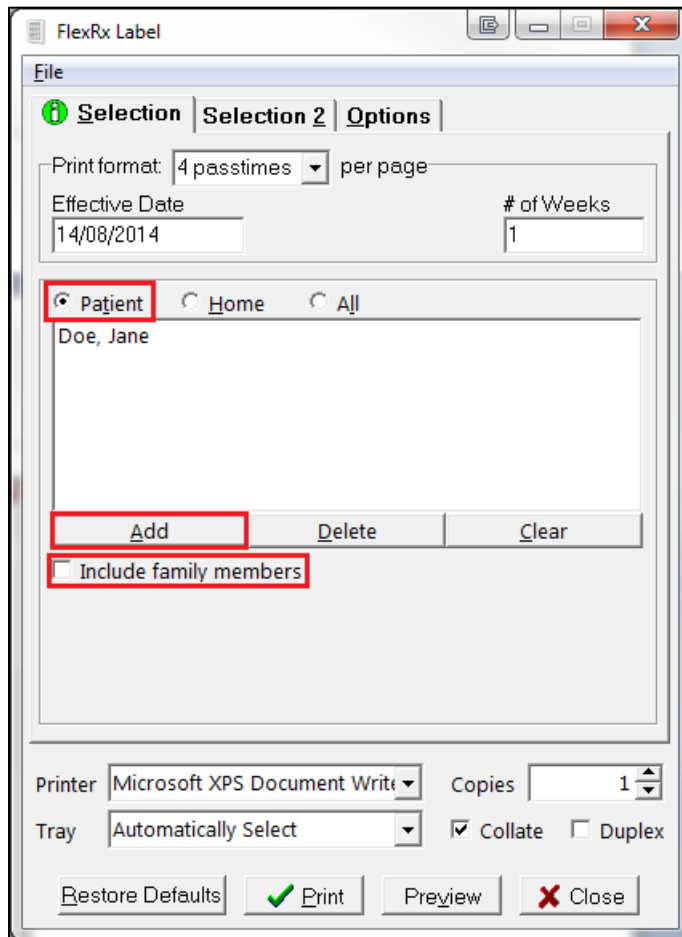 FlexRx Label
File
Selection Selection 2 Options
Print format: 4 passtimes per page
Effective Date # of Weeks
14/08/2014 1
Patient Home All
Doe, Jane
Add Delete Clear
Include family members
Printer Microsoft XPS Document Write Copies 1
Tray Automatically Select Collate Duplex
Restore Defaults Print Preview Close